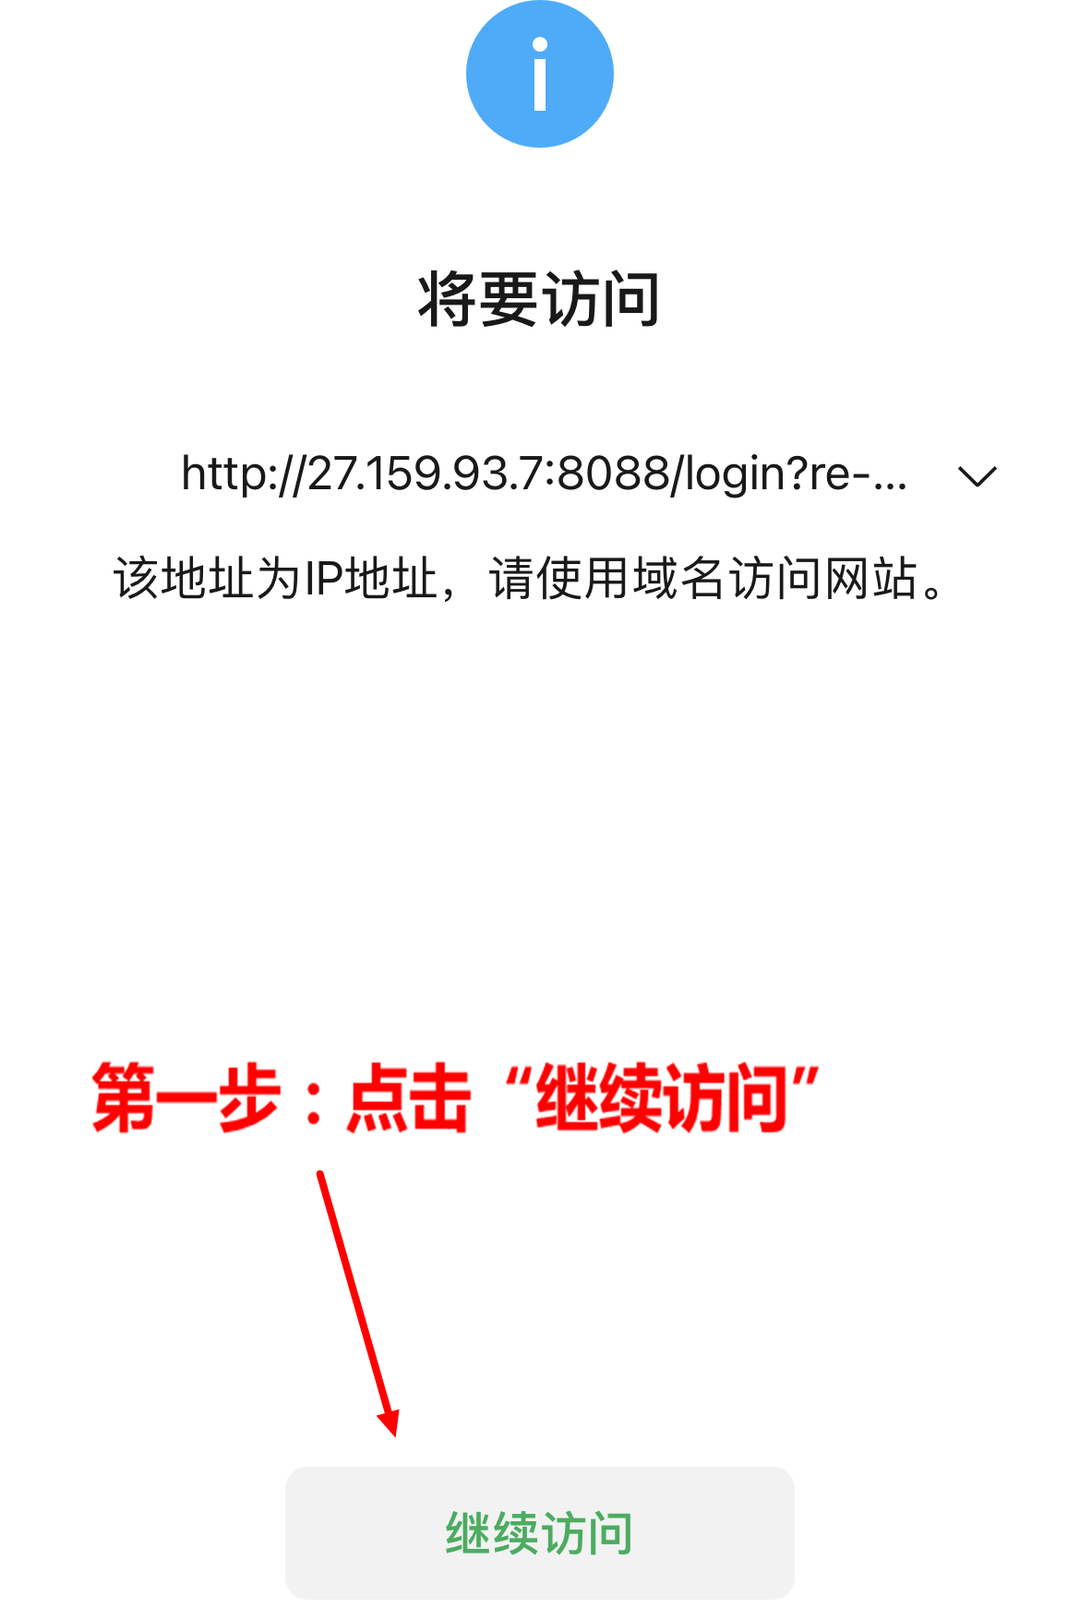 将要访问
http://27.159.93.7:8088/login?re-...
该地址为IP地址，请使用域名访问网站。
第一步：点击“继续访问”
继续访问